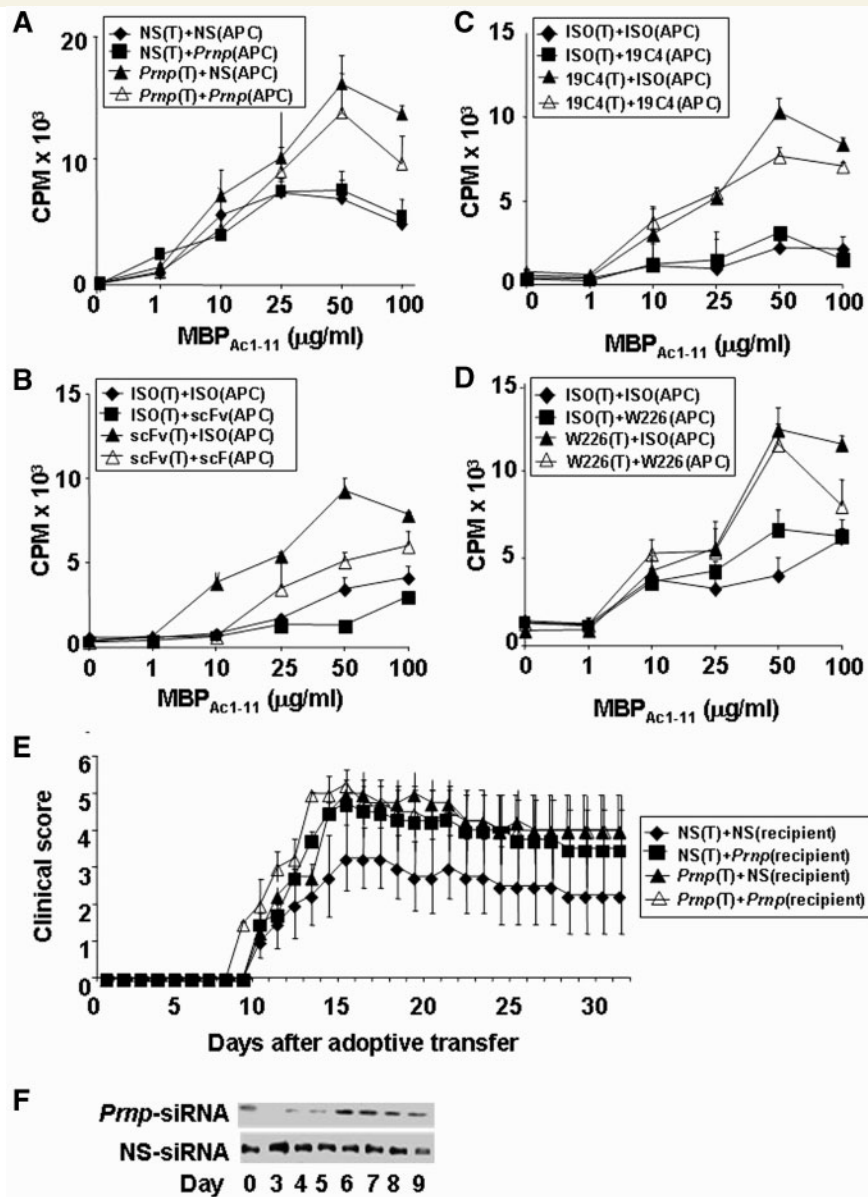 A
20
10
0
CPM x 10³
NS(T)+NS(APC)
NS(T)+Prnp(APC)
Prnp(T)+NS(APC)
Prnp(T)+Prnp(APC)
0 1 10 25 50 100
MBP Ac1-11 (µg/ml)
C
15
10
5
0
CPM x 10³
ISO(T)+ISO(APC)
ISO(T)+19C4(APC)
19C4(T)+ISO(APC)
19C4(T)+19C4(APC)
0 1 10 25 50 100
MBP Ac1-11 (µg/ml)
B
15
10
5
0
CPM x 10³
ISO(T)+ISO(APC)
ISO(T)+scFv(APC)
scFv(T)+ISO(APC)
scFv(T)+scF(APC)
0 1 10 25 50 100
MBP Ac1-11 (µg/ml)
D
15
10
5
0
CPM x 10³
ISO(T)+ISO(APC)
ISO(T)+W226(APC)
W226(T)+ISO(APC)
W226(T)+W226(APC)
0 1 10 25 50 100
MBP Ac1-11 (µg/ml)
E
6
5
4
3
2
1
0
Clinical score
0 5 10 15 20 25 30
Days after adoptive transfer
NS(T)+NS(recipient)
NS(T)+Prnp(recipient)
Prnp(T)+NS(recipient)
Prnp(T)+Prnp(recipient)
F
Prnp-siRNA
NS-siRNA
Day 0 3 4 5 6 7 8 9